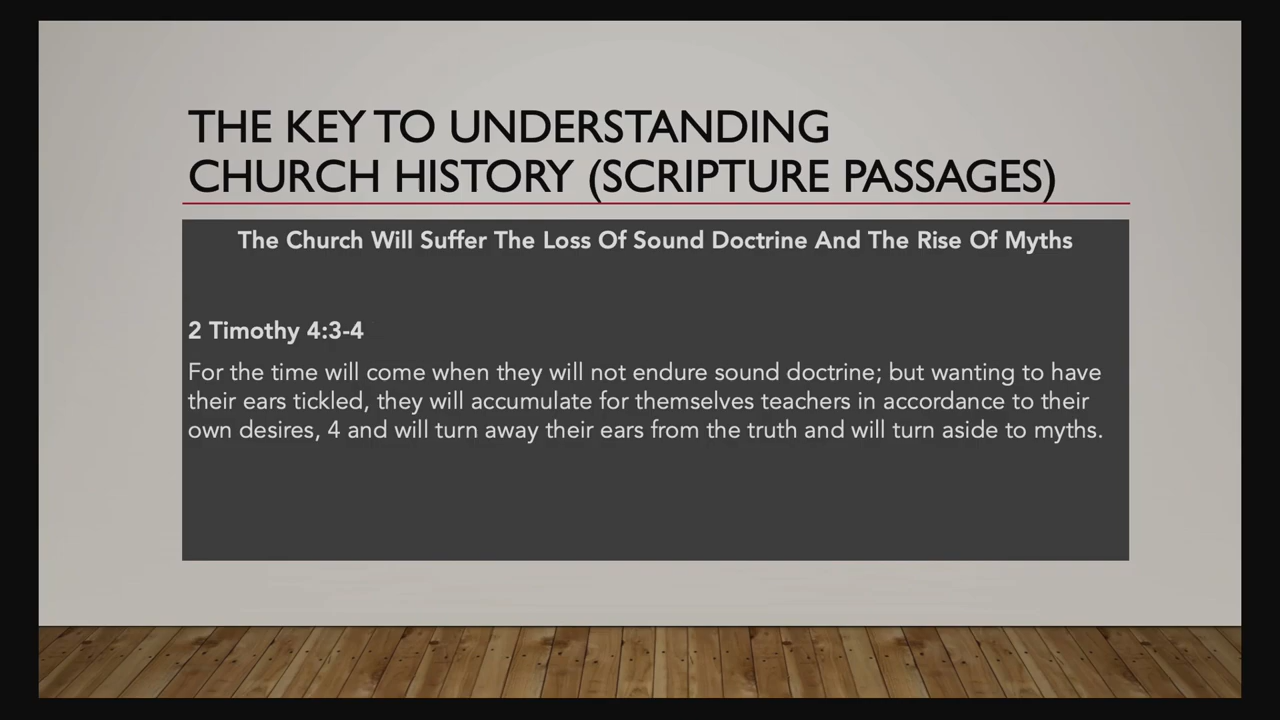 THE KEY TO UNDERSTANDING
CHURCH HISTORY (SCRIPTURE PASSAGES)
The Church Will Suffer The Loss Of Sound Doctrine And The Rise Of Myths
2 Timothy 4:3-4
For the time will come when they will not endure sound doctrine; but wanting to have
their ears tickled, they will accumulate for themselves teachers in accordance to their
own desires, 4 and will turn away their ears from the truth and will turn aside to myths.